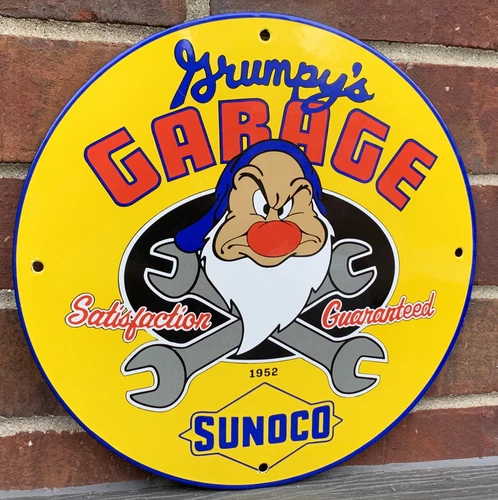 Grumpy's
GARAGE
Satisfaction Guaranteed
1952
SUNOCO